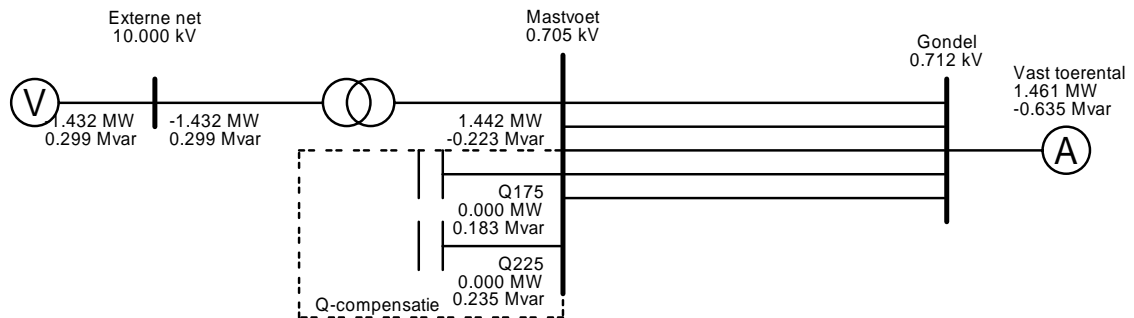 Externe net
10.000 kV
Mastvoet
0.705 kV
Gondel
0.712 kV
Vast toerental
1.461 MW
-0.635 Mvar
V
A
-1.432 MW
0.299 Mvar
-1.432 MW
0.299 Mvar
1.442 MW
-0.223 Mvar
Q175
0.000 MW
0.183 Mvar
Q225
0.000 MW
0.235 Mvar
Q-compensatie